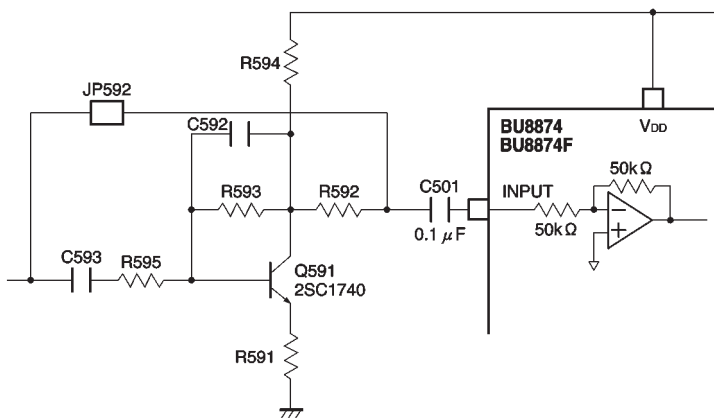 R594
JP592
C592
BU8874
BU8874F
VDD
R593
R592
C501
0.1 μF
INPUT
50kΩ
50kΩ
−
+
C593
R595
Q591
2SC1740
R591